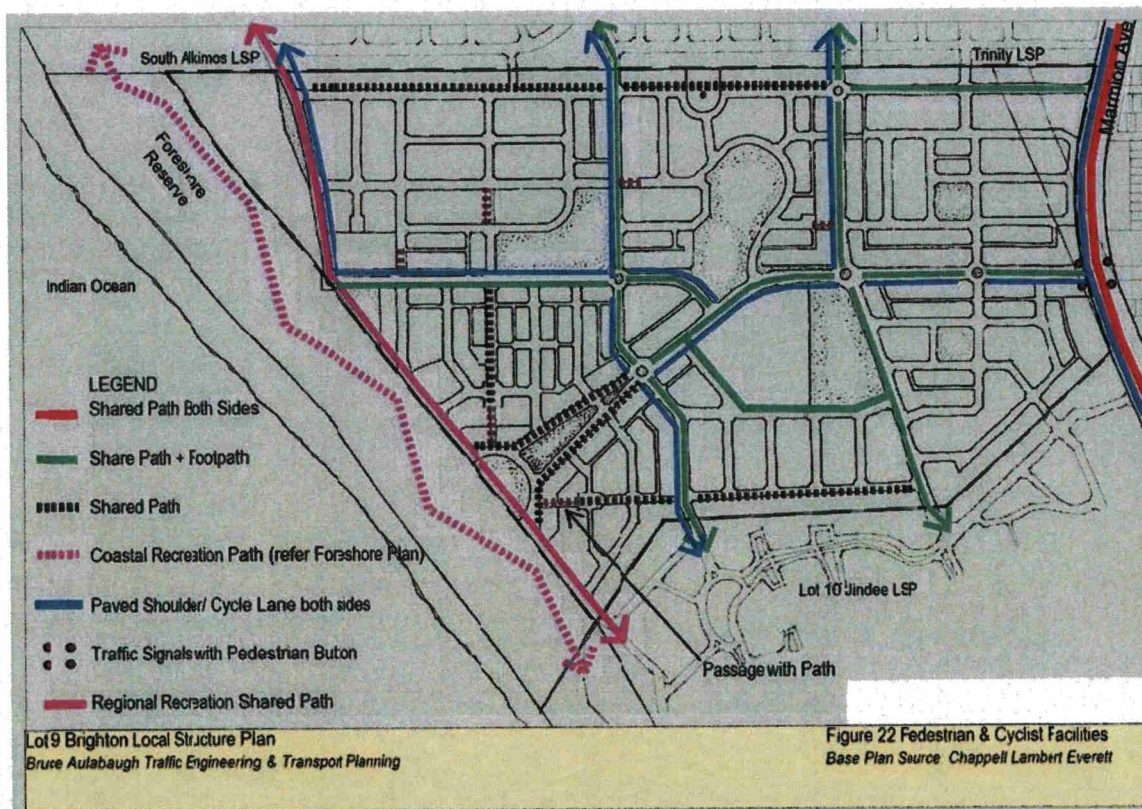 South Alkimos LSP
Trinity LSP
Marmion Ave
Foreshore
Reserve
Indian Ocean
LEGEND
Shared Path Both Sides
Share Path + Footpath
Shared Path
Coastal Recreation Path (refer Foreshore Plan)
Paved Shoulder/ Cycle Lane both sides
Traffic Signals with Pedestrian Buton
Regional Recreation Shared Path
Lot 10 Jindee LSP
Passage with Path
Lot 9 Brighton Local Structure Plan
Bruce Aulabaugh Traffic Engineering & Transport Planning
Figure 22 Pedestrian & Cyclist Facilities
Base Plan Source Chappell Lambert Everett